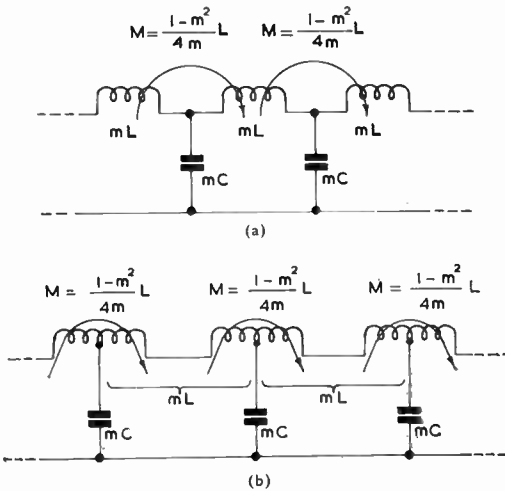 M = (1-m²)/(4m) L   M = (1-m²)/(4m) L
mL   mL   mL
mC   mC
(a)
M = (1-m²)/(4m) L   M = (1-m²)/(4m) L   M = (1-m²)/(4m) L
mL   mL
mC   mC   mC
(b)